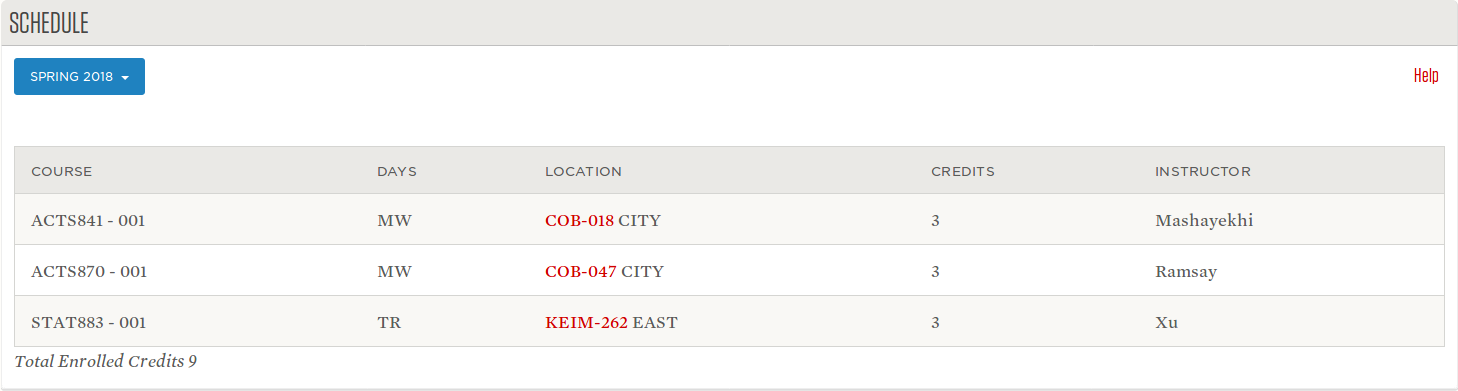 SCHEDULE
SPRING 2018
Help
COURSE DAYS LOCATION CREDITS INSTRUCTOR
ACTS841 - 001 MW COB-018 CITY 3 Mashayekhi
ACTS870 - 001 MW COB-047 CITY 3 Ramsay
STAT883 - 001 TR KEIM-262 EAST 3 Xu
Total Enrolled Credits 9